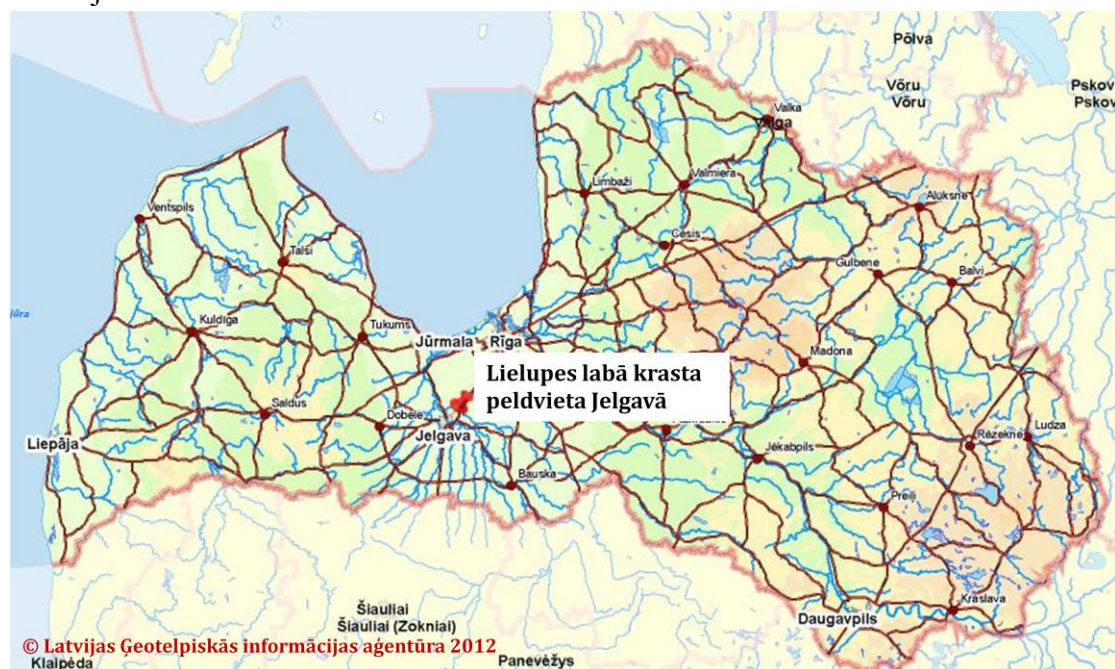 Põlva
Võru
Võru
Pskov
Pskov
Valka
Valga
Limbaži
Valmiera
Alūksne
Ventspils
Cēsis
Talsi
Gulbene
Balvi
jūra
Kuldīga
Tukums
Jūrmala
Rīga
Madona
Lielupes labā krasta
peldvieta Jelgavā
Saldus
Dobele
Liepāja
Jelgava
Jēkabpils
Rēzekne
Ludza
Bauska
Preiļi
Krāslava
Daugavpils
Šiauliai
Šiauliai (Zokniai)
© Latvijas Ģeotelpiskās informācijas aģentūra 2012
Klaipėda
Panevėžys